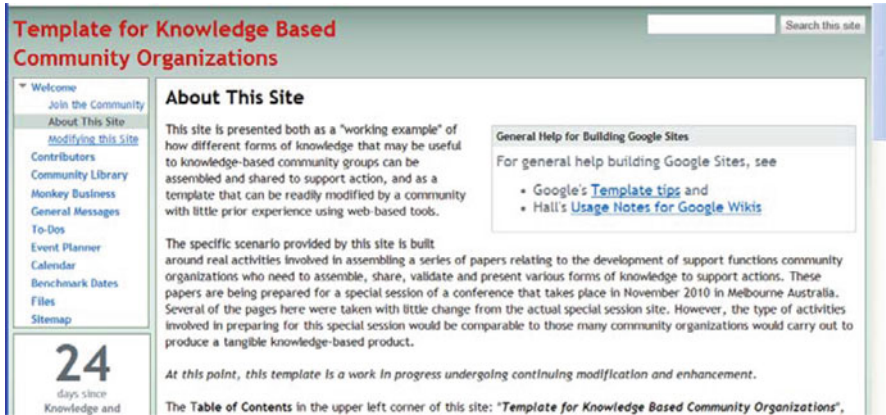 Template for Knowledge Based
Community Organizations
Search this site
Welcome
Join the Community
About This Site
Modifying this Site
Contributors
Community Library
Monkey Business
General Messages
To-Dos
Event Planner
Calendar
Benchmark Dates
Files
Sitemap
24
days since
Knowledge and
About This Site
This site is presented both as a "working example" of
how different forms of knowledge that may be useful
to knowledge-based community groups can be
assembled and shared to support action, and as a
template that can be readily modified by a community
with little prior experience using web-based tools.
General Help for Building Google Sites
For general help building Google Sites, see
• Google's Template tips and
• Hall's Usage Notes for Google Wikis
The specific scenario provided by this site is built
around real activities involved in assembling a series of papers relating to the development of support functions community
organizations who need to assemble, share, validate and present various forms of knowledge to support actions. These
papers are being prepared for a special session of a conference that takes place in November 2010 in Melbourne Australia.
Several of the pages here were taken with little change from the actual special session site. However, the type of activities
involved in preparing for this special session would be comparable to those many community organizations would carry out to
produce a tangible knowledge-based product.
At this point, this template is a work in progress undergoing continuing modification and enhancement.
The Table of Contents in the upper left corner of this site: "Template for Knowledge Based Community Organizations",